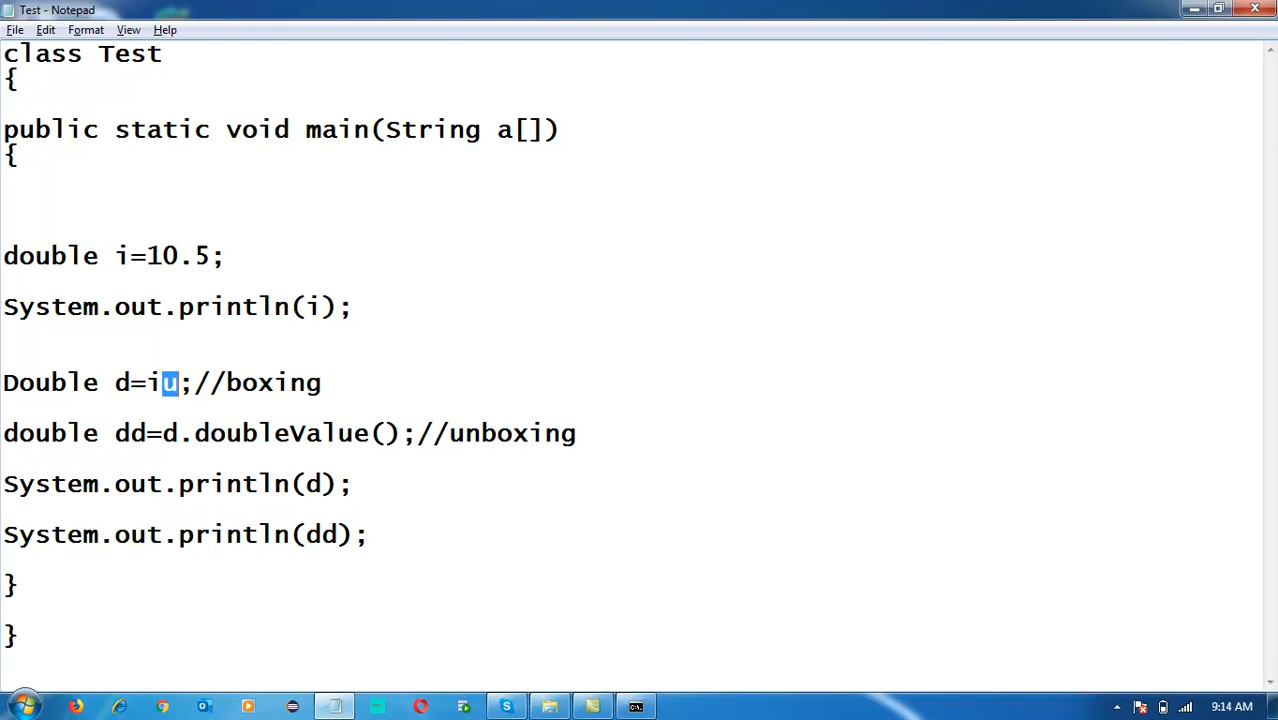 Test - Notepad
File Edit Format View Help
class Test
{
public static void main(String a[])
{
double i=10.5;
System.out.println(i);
Double d=iu;//boxing
double dd=d.doubleValue();//unboxing
System.out.println(d);
System.out.println(dd);
}
}
9:14 AM